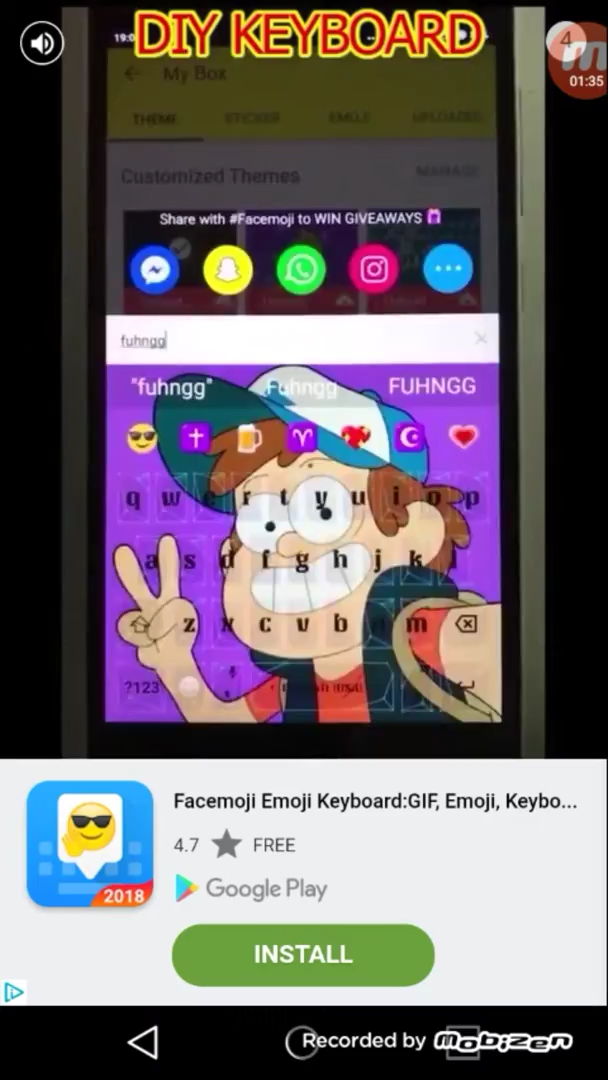 DIY KEYBOARD
4
01:35
My Box
THEME STICKER EMOJI UPLOADED
Customized Themes MANAGE
Share with #Facemoji to WIN GIVEAWAYS
fuhngg
"fuhngg" Fuhngg FUHNGG
q w e r t y u i o p
a s d f g h j k l
z x c v b m
?123
Facemoji Emoji Keyboard:GIF, Emoji, Keybo...
2018
4.7 FREE
Google Play
INSTALL
Recorded by Mobizen